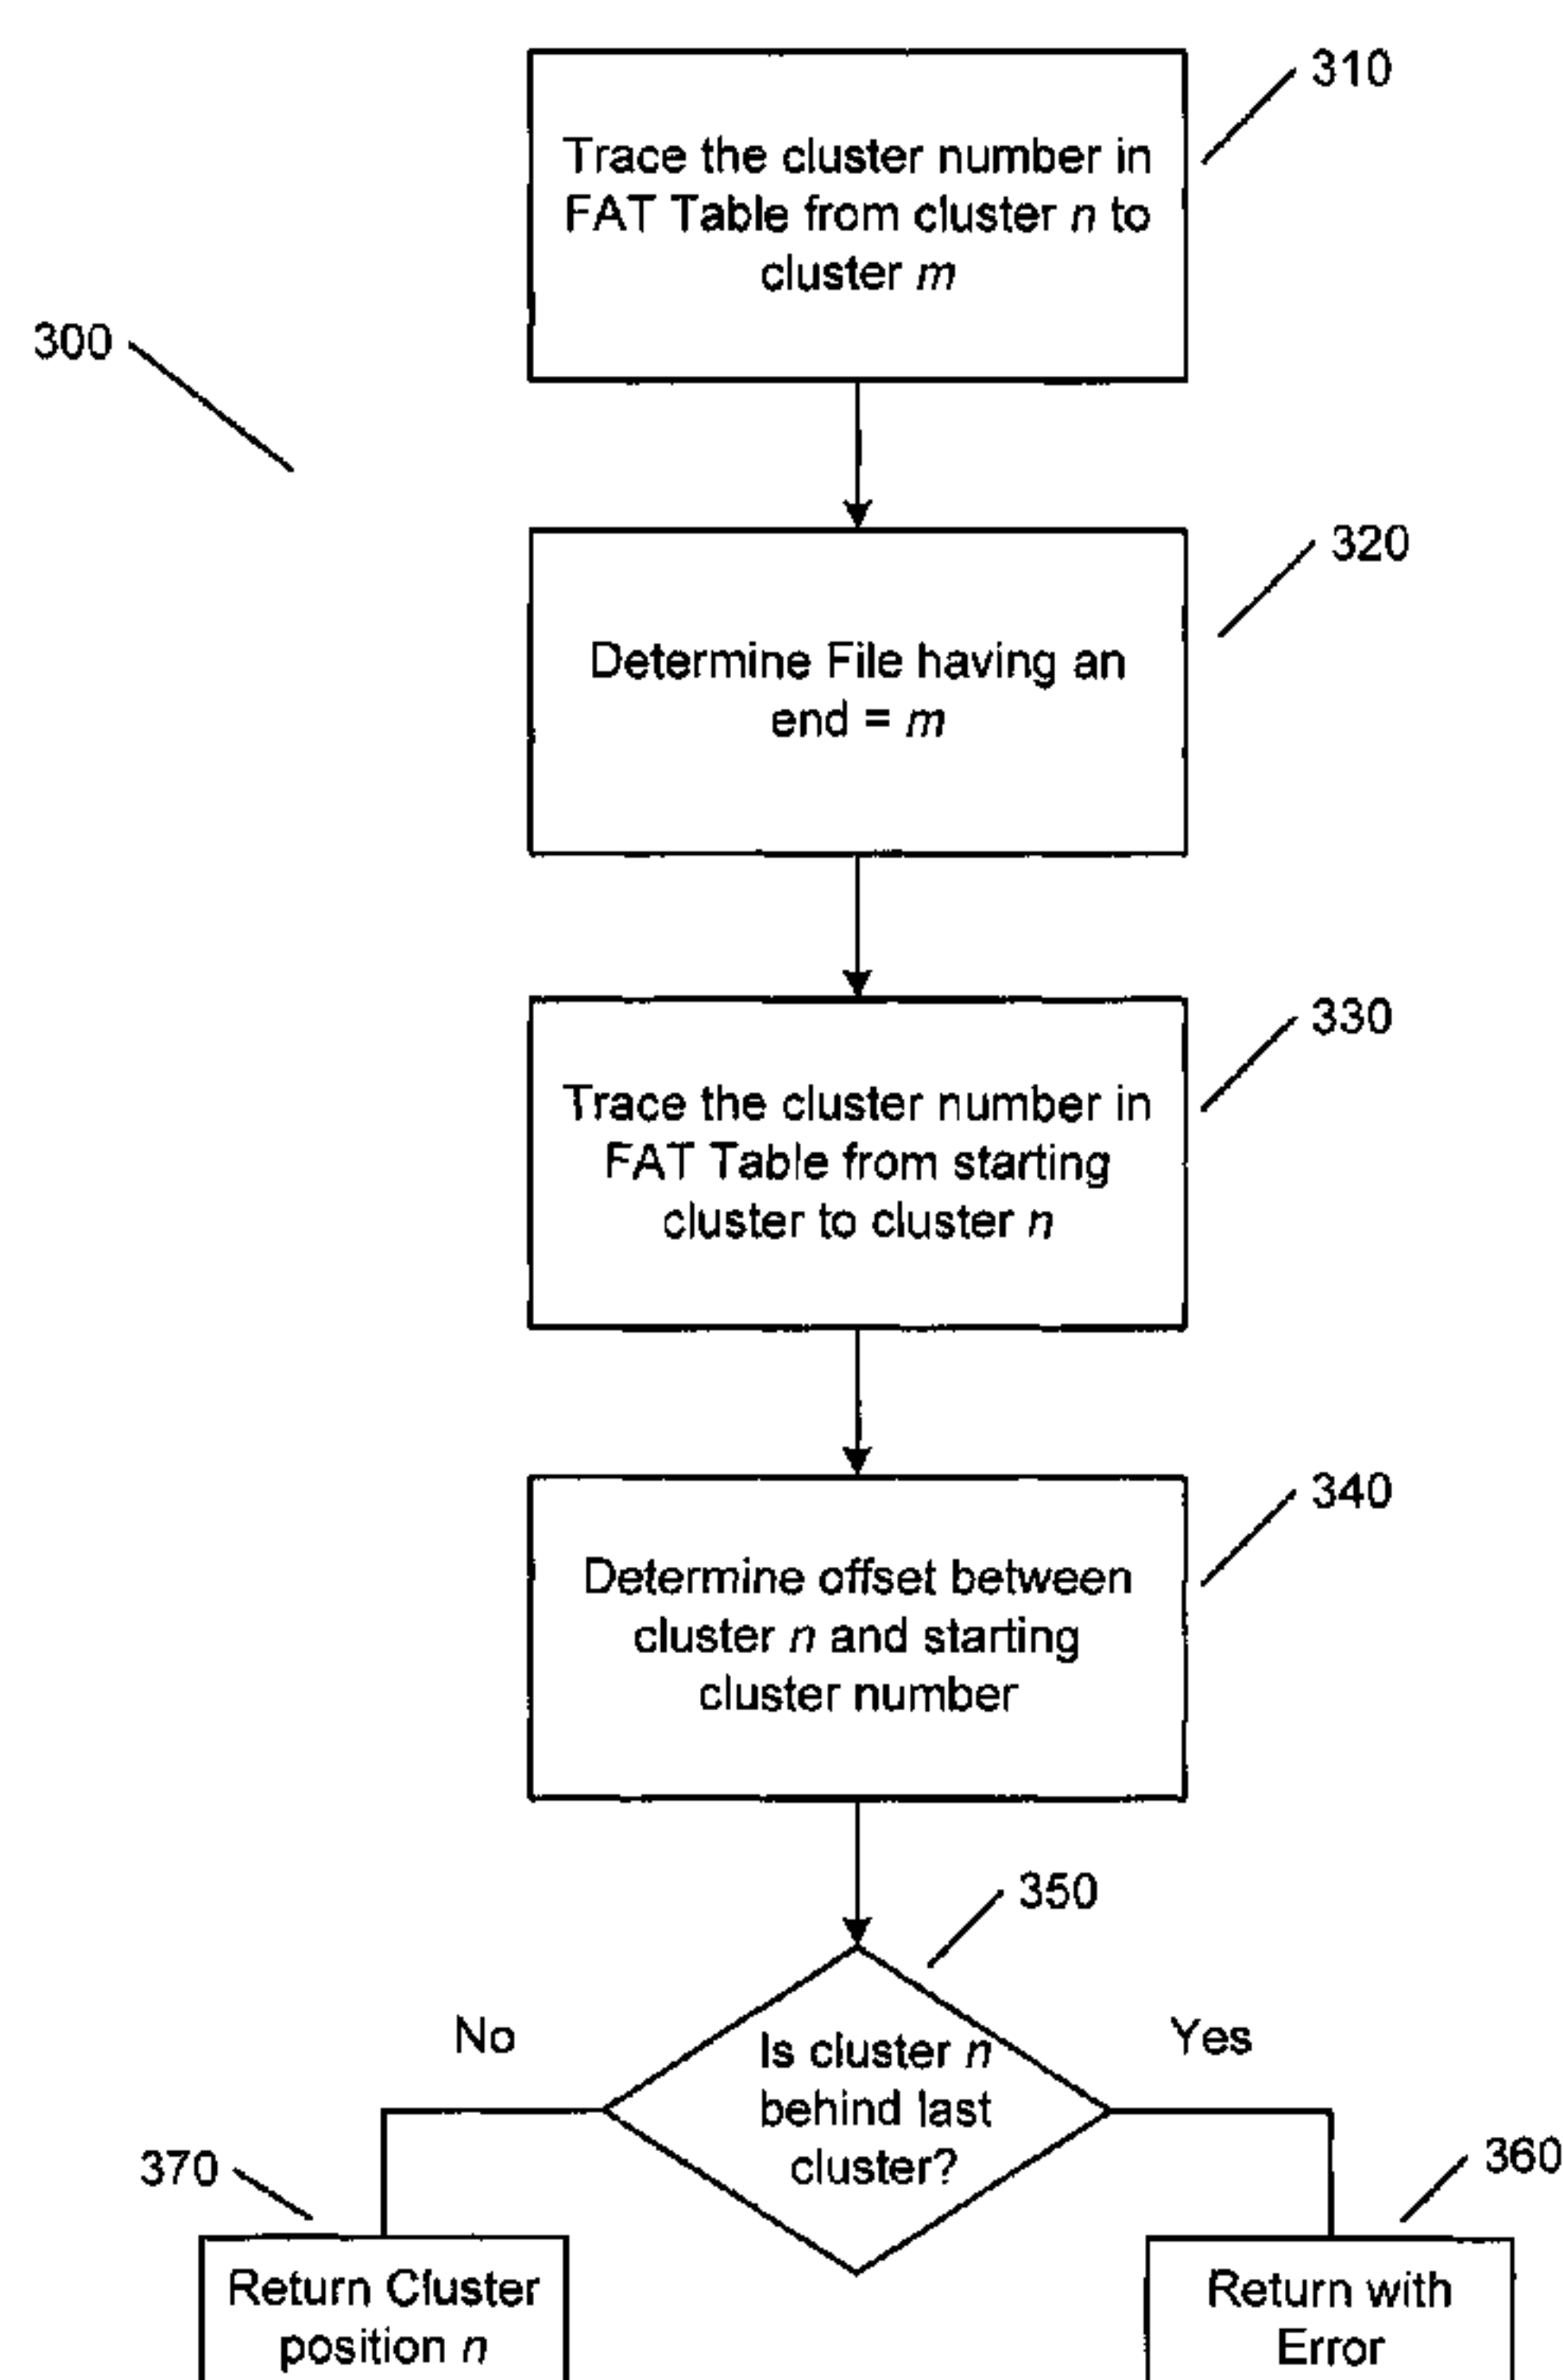 310
Trace the cluster number in
FAT Table from cluster n to
cluster m
300
320
Determine File having an
end = m
330
Trace the cluster number in
FAT Table from starting
cluster to cluster n
340
Determine offset between
cluster n and starting
cluster number
350
No
Yes
Is cluster n
behind last
cluster?
370
360
Return Cluster
position n
Return with
Error